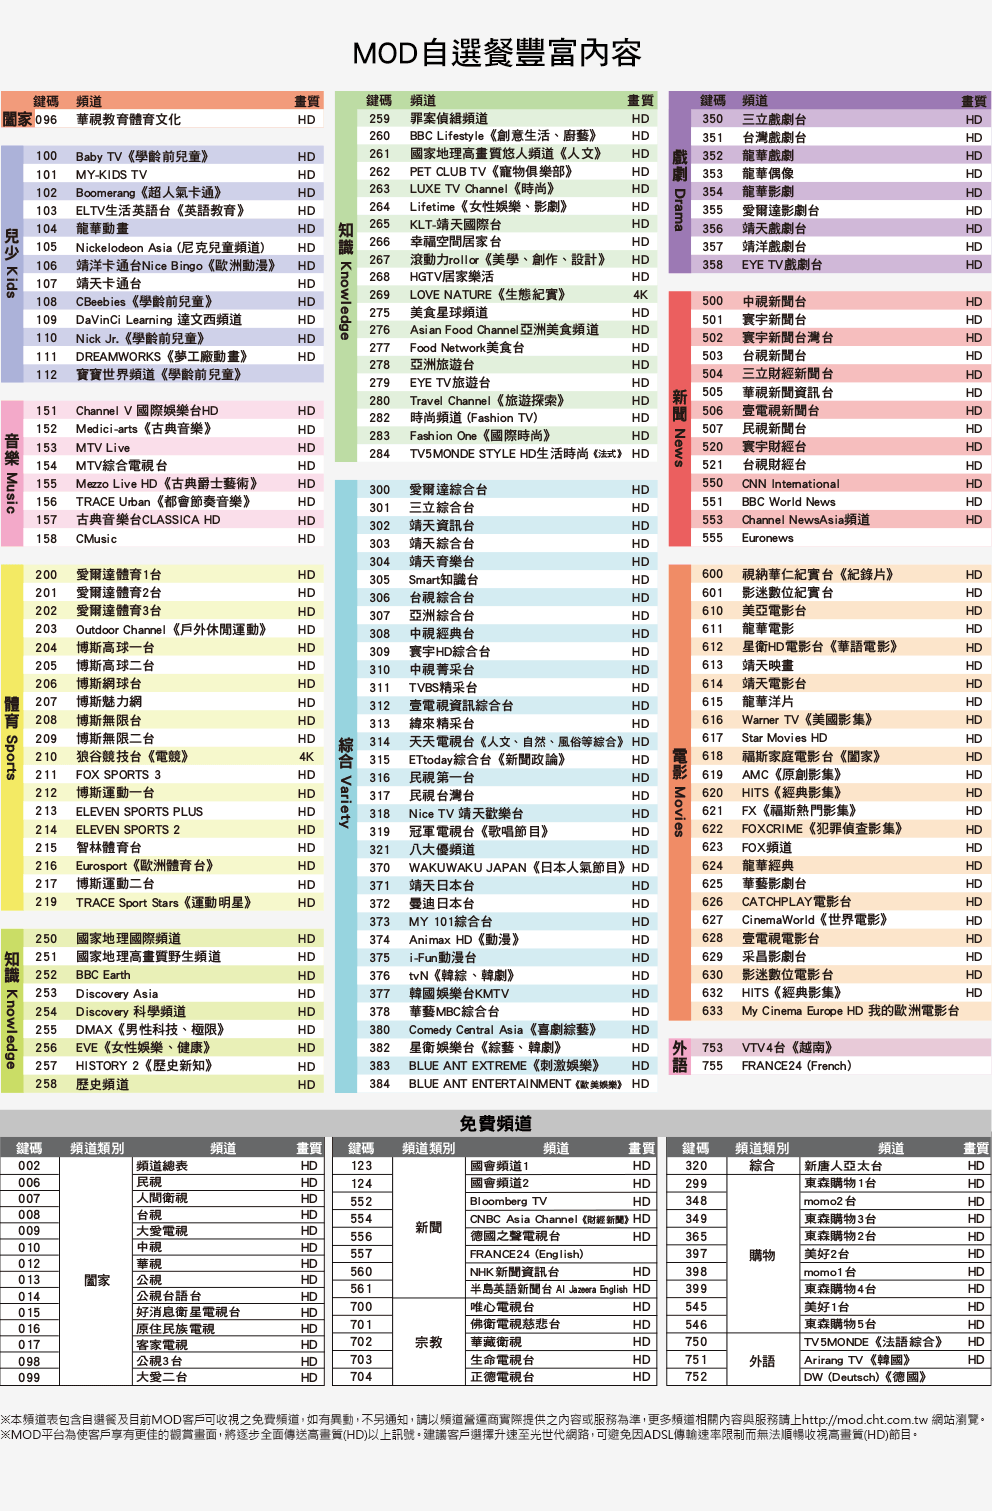 MOD自選餐豐富內容
鍵碼 頻道 畫質
闔家 096 華視教育體育文化 HD
兒少 Kids
100 Baby TV《學齡前兒童》 HD
101 MY-KIDS TV HD
102 Boomerang《超人氣卡通》 HD
103 ELTV生活英語台《英語教育》 HD
104 龍華動畫 HD
105 Nickelodeon Asia (尼克兒童頻道) HD
106 靖洋卡通台Nice Bingo《歐洲動漫》 HD
107 靖天卡通台 HD
108 CBeebies《學齡前兒童》 HD
109 DaVinCi Learning 達文西頻道 HD
110 Nick Jr.《學齡前兒童》 HD
111 DREAMWORKS《夢工廠動畫》 HD
112 寶寶世界頻道《學齡前兒童》
音樂 Music
151 Channel V 國際娛樂台HD HD
152 Medici-arts《古典音樂》 HD
153 MTV Live HD
154 MTV綜合電視台 HD
155 Mezzo Live HD《古典爵士藝術》 HD
156 TRACE Urban《都會節奏音樂》 HD
157 古典音樂台CLASSICA HD HD
158 CMusic HD
體育 Sports
200 愛爾達體育1台 HD
201 愛爾達體育2台 HD
202 愛爾達體育3台 HD
203 Outdoor Channel《戶外休閒運動》 HD
204 博斯高球一台 HD
205 博斯高球二台 HD
206 博斯網球台 HD
207 博斯魅力網 HD
208 博斯無限台 HD
209 博斯無限二台 HD
210 狼谷競技台《電競》 4K
211 FOX SPORTS 3 HD
212 博斯運動一台 HD
213 ELEVEN SPORTS PLUS HD
214 ELEVEN SPORTS 2 HD
215 智林體育台 HD
216 Eurosport《歐洲體育台》 HD
217 博斯運動二台 HD
219 TRACE Sport Stars《運動明星》 HD
知識 Knowledge
250 國家地理國際頻道 HD
251 國家地理高畫質野生頻道 HD
252 BBC Earth HD
253 Discovery Asia HD
254 Discovery 科學頻道 HD
255 DMAX《男性科技、極限》 HD
256 EVE《女性娛樂、健康》 HD
257 HISTORY 2《歷史新知》 HD
258 歷史頻道 HD
鍵碼 頻道 畫質
知識 Knowledge
259 罪案偵緝頻道 HD
260 BBC Lifestyle《創意生活、廚藝》 HD
261 國家地理高畫質悠人頻道《人文》 HD
262 PET CLUB TV《寵物俱樂部》 HD
263 LUXE TV Channel《時尚》 HD
264 Lifetime《女性娛樂、影劇》 HD
265 KLT-靖天國際台 HD
266 幸福空間居家台 HD
267 滾動力rollor《美學、創作、設計》 HD
268 HGTV居家樂活 HD
269 LOVE NATURE《生態紀實》 4K
275 美食星球頻道 HD
276 Asian Food Channel亞洲美食頻道 HD
277 Food Network美食台 HD
278 亞洲旅遊台 HD
279 EYE TV旅遊台 HD
280 Travel Channel《旅遊探索》 HD
282 時尚頻道 (Fashion TV) HD
283 Fashion One《國際時尚》 HD
284 TV5MONDE STYLE HD生活時尚《法式》 HD
綜合 Variety
300 愛爾達綜合台 HD
301 三立綜合台 HD
302 靖天資訊台 HD
303 靖天綜合台 HD
304 靖天育樂台 HD
305 Smart知識台 HD
306 台視綜合台 HD
307 亞洲綜合台 HD
308 中視經典台 HD
309 寰宇HD綜合台 HD
310 中視菁采台 HD
311 TVBS精采台 HD
312 壹電視資訊綜合台 HD
313 緯來精采台 HD
314 天天電視台《人文、自然、風俗等綜合》 HD
315 ETtoday綜合台《新聞政論》 HD
316 民視第一台 HD
317 民視台灣台 HD
318 Nice TV 靖天歡樂台 HD
319 冠軍電視台《歌唱節目》 HD
321 八大優頻道 HD
370 WAKUWAKU JAPAN《日本人氣節目》 HD
371 靖天日本台 HD
372 曼迪日本台 HD
373 MY 101綜合台 HD
374 Animax HD《動漫》 HD
375 i-Fun動漫台 HD
376 tvN《韓綜、韓劇》 HD
377 韓國娛樂台KMTV HD
378 華藝MBC綜合台 HD
380 Comedy Central Asia《喜劇綜藝》 HD
382 星衛娛樂台《綜藝、韓劇》 HD
383 BLUE ANT EXTREME《刺激娛樂》 HD
384 BLUE ANT ENTERTAINMENT《歐美娛樂》 HD
鍵碼 頻道 畫質
戲劇 Drama
350 三立戲劇台 HD
351 台灣戲劇台 HD
352 龍華戲劇 HD
353 龍華偶像 HD
354 龍華影劇 HD
355 愛爾達影劇台 HD
356 靖天戲劇台 HD
357 靖洋戲劇台 HD
358 EYE TV戲劇台 HD
新聞 News
500 中視新聞台 HD
501 寰宇新聞台 HD
502 寰宇新聞台灣台 HD
503 台視新聞台 HD
504 三立財經新聞台 HD
505 華視新聞資訊台 HD
506 壹電視新聞台 HD
507 民視新聞台 HD
520 寰宇財經台 HD
521 台視財經台 HD
550 CNN International HD
551 BBC World News HD
553 Channel NewsAsia頻道 HD
555 Euronews
電影 Movies
600 視納華仁紀實台《紀錄片》 HD
601 影迷數位紀實台 HD
610 美亞電影台 HD
611 龍華電影 HD
612 星衛HD電影台《華語電影》 HD
613 靖天映畫 HD
614 靖天電影台 HD
615 龍華洋片 HD
616 Warner TV《美國影集》 HD
617 Star Movies HD HD
618 福斯家庭電影台《闔家》 HD
619 AMC《原創影集》 HD
620 HITS《經典影集》 HD
621 FX《福斯熱門影集》 HD
622 FOXCRIME《犯罪偵查影集》 HD
623 FOX頻道 HD
624 龍華經典 HD
625 華藝影劇台 HD
626 CATCHPLAY電影台 HD
627 CinemaWorld《世界電影》 HD
628 壹電視電影台 HD
629 采昌影劇台 HD
630 影迷數位電影台 HD
632 HITS《經典影集》 HD
633 My Cinema Europe HD 我的歐洲電影台
外語
753 VTV4台《越南》
755 FRANCE24 (French)
免費頻道
鍵碼 頻道類別 頻道 畫質
闔家
002 頻道總表 HD
006 民視 HD
007 人間衛視 HD
008 台視 HD
009 大愛電視 HD
010 中視 HD
012 華視 HD
013 公視 HD
014 公視台語台 HD
015 好消息衛星電視台 HD
016 原住民族電視 HD
017 客家電視 HD
098 公視3台 HD
099 大愛二台 HD
鍵碼 頻道類別 頻道 畫質
新聞
123 國會頻道1 HD
124 國會頻道2 HD
552 Bloomberg TV HD
554 CNBC Asia Channel《財經新聞》 HD
556 德國之聲電視台 HD
557 FRANCE24 (English)
560 NHK新聞資訊台 HD
561 半島英語新聞台 Al Jazeera English HD
宗教
700 唯心電視台 HD
701 佛衛電視慈悲台 HD
702 華藏衛視 HD
703 生命電視台 HD
704 正德電視台 HD
鍵碼 頻道類別 頻道 畫質
320 綜合 新唐人亞太台 HD
購物
299 東森購物1台 HD
348 momo2台 HD
349 東森購物3台 HD
365 東森購物2台 HD
397 美好2台 HD
398 momo1台 HD
399 東森購物4台 HD
545 美好1台 HD
546 東森購物5台 HD
外語
750 TV5MONDE《法語綜合》 HD
751 Arirang TV《韓國》 HD
752 DW (Deutsch)《德國》
※本頻道表包含自選餐及目前MOD客戶可收視之免費頻道，如有異動，不另通知，請以頻道營運商實際提供之內容或服務為準，更多頻道相關內容與服務請上http://mod.cht.com.tw 網站瀏覽。
※MOD平台為使客戶享有更佳的觀賞畫面，將逐步全面傳送高畫質(HD)以上訊號。建議客戶選擇升速至光世代網路，可避免因ADSL傳輸速率限制而無法順暢收視高畫質(HD)節目。